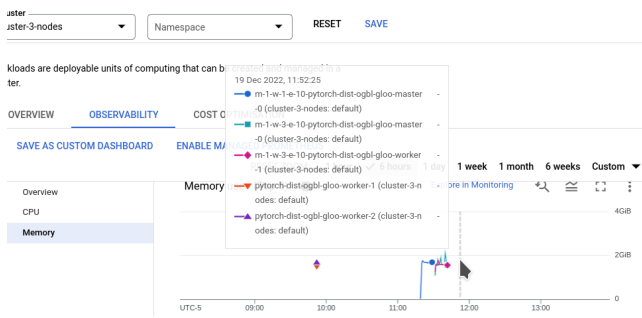 uster
uster-3-nodes
Namespace
RESET
SAVE
kloads are deployable units of computing that can be created and managed in a
ter.
OVERVIEW
OBSERVABILITY
COST
SAVE AS CUSTOM DASHBOARD
ENABLE MA
6 hours
1 day
1 week
1 month
6 weeks
Custom
19 Dec 2022, 11:52:25
m-1-w-1-e-10-pytorch-dist-ogbl-gloo-master -
-0 (cluster-3-nodes: default)
m-1-w-3-e-10-pytorch-dist-ogbl-gloo-master -
-0 (cluster-3-nodes: default)
m-1-w-3-e-10-pytorch-dist-ogbl-gloo-worker -
-1 (cluster-3-nodes: default)
pytorch-dist-ogbl-gloo-worker-1 (cluster-3-n -
odes: default)
pytorch-dist-ogbl-gloo-worker-2 (cluster-3-n -
odes: default)
Overview
CPU
Memory
Memory
ore in Monitoring
4GiB
2GiB
0
UTC-5
09:00
10:00
11:00
12:00
13:00